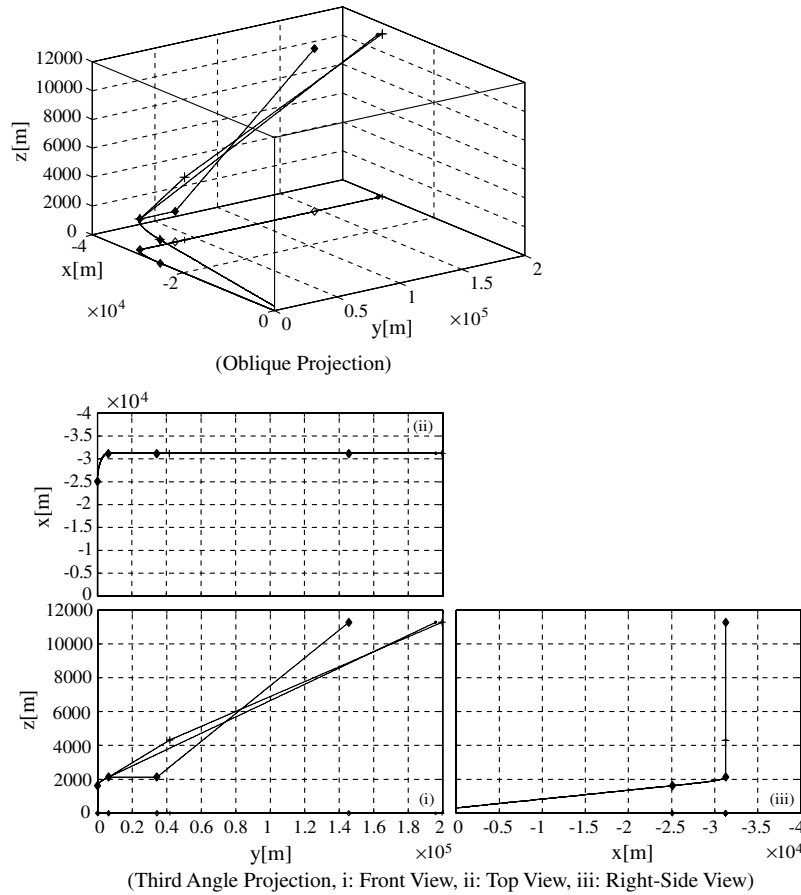 12000
10000
8000
6000
4000
2000
0
z[m]
-4
x[m]
-2
×10^4
0
0
0.5
1
1.5
2
y[m]
×10^5
(Oblique Projection)
×10^4
-4
-3.5
-3
-2.5
-2
-1.5
-1
-0.5
0
x[m]
(ii)
12000
10000
8000
6000
4000
2000
0
z[m]
(i)
(iii)
0 0.2 0.4 0.6 0.8 1 1.2 1.4 1.6 1.8 2
0 -0.5 -1 -1.5 -2 -2.5 -3 -3.5 -4
y[m]
×10^5
x[m]
×10^4
(Third Angle Projection, i: Front View, ii: Top View, iii: Right-Side View)